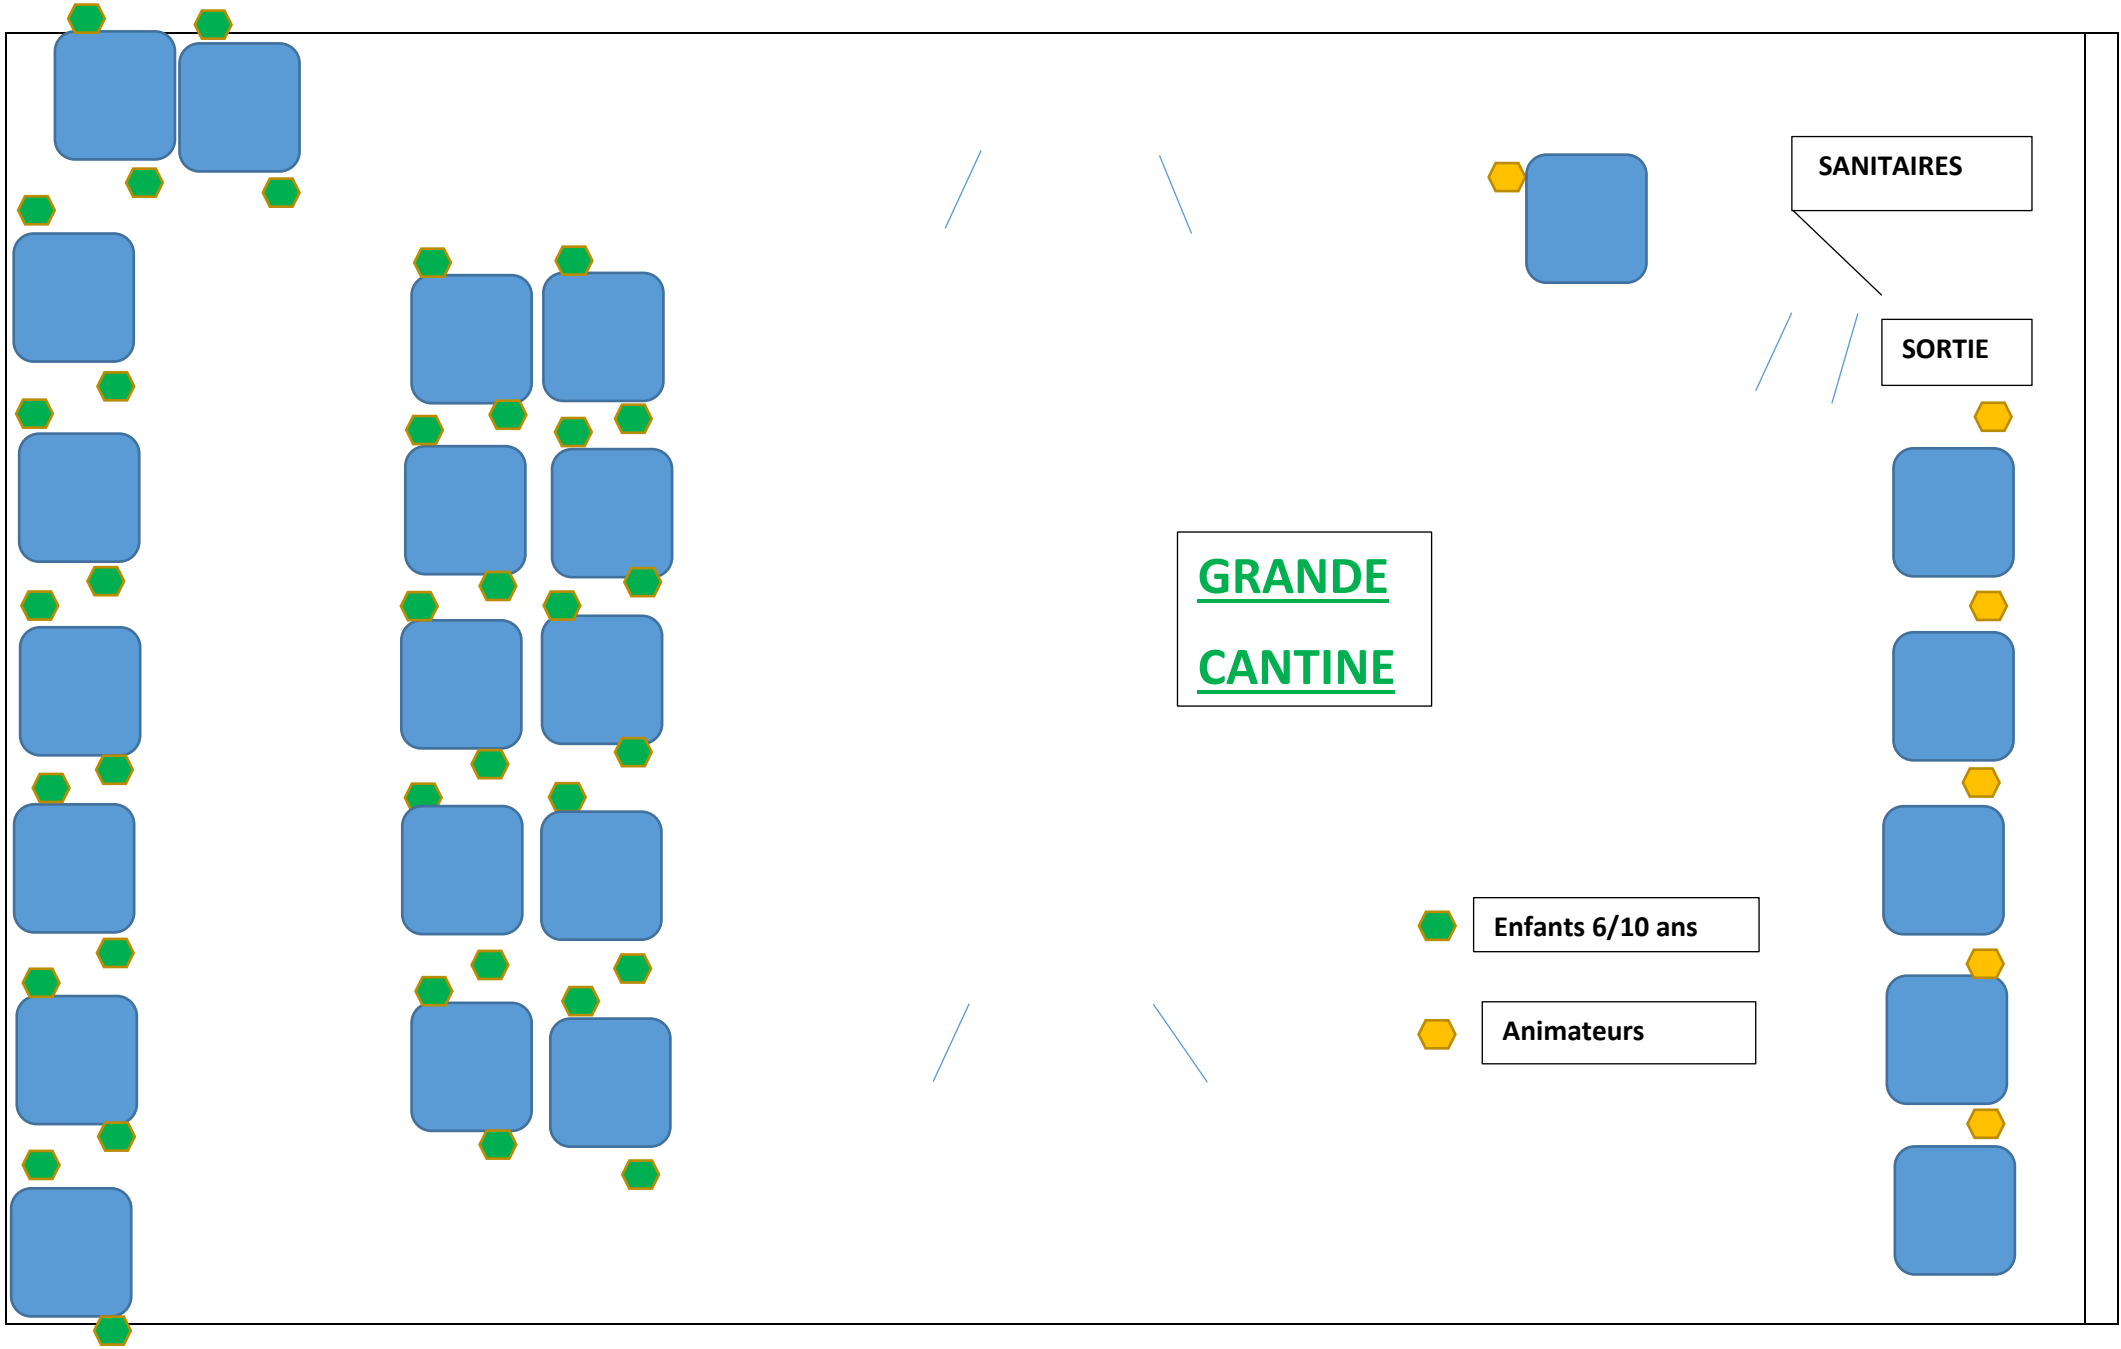 SANITAIRES
SORTIE
GRANDE
CANTINE
Enfants 6/10 ans
Animateurs